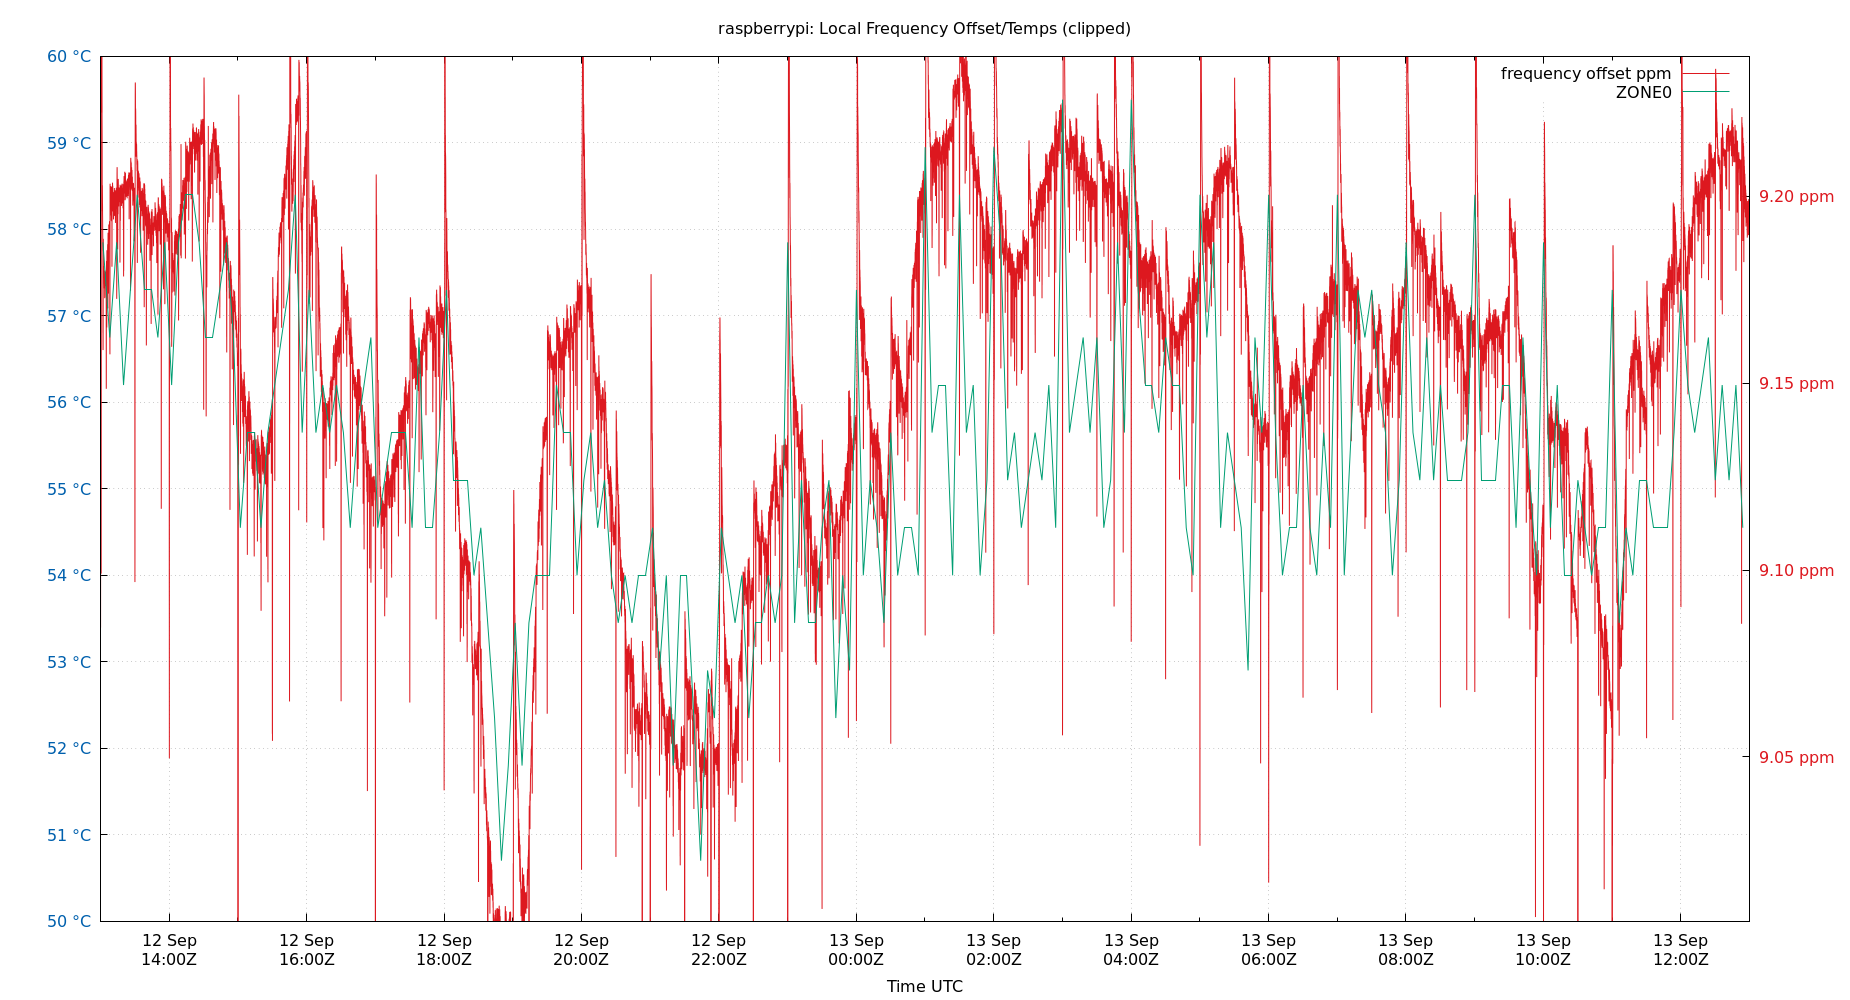 raspberrypi: Local Frequency Offset/Temps (clipped)
60 °C
59 °C
58 °C
57 °C
56 °C
55 °C
54 °C
53 °C
52 °C
51 °C
50 °C
frequency offset ppm
ZONE0
9.20 ppm
9.15 ppm
9.10 ppm
9.05 ppm
12 Sep
14:00Z
12 Sep
16:00Z
12 Sep
18:00Z
12 Sep
20:00Z
12 Sep
22:00Z
13 Sep
00:00Z
13 Sep
02:00Z
13 Sep
04:00Z
13 Sep
06:00Z
13 Sep
08:00Z
13 Sep
10:00Z
13 Sep
12:00Z
Time UTC